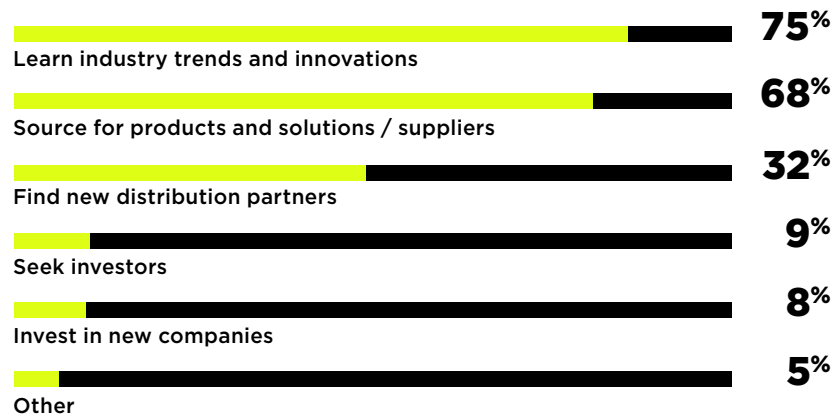 75%
Learn industry trends and innovations
68%
Source for products and solutions / suppliers
32%
Find new distribution partners
9%
Seek investors
8%
Invest in new companies
5%
Other